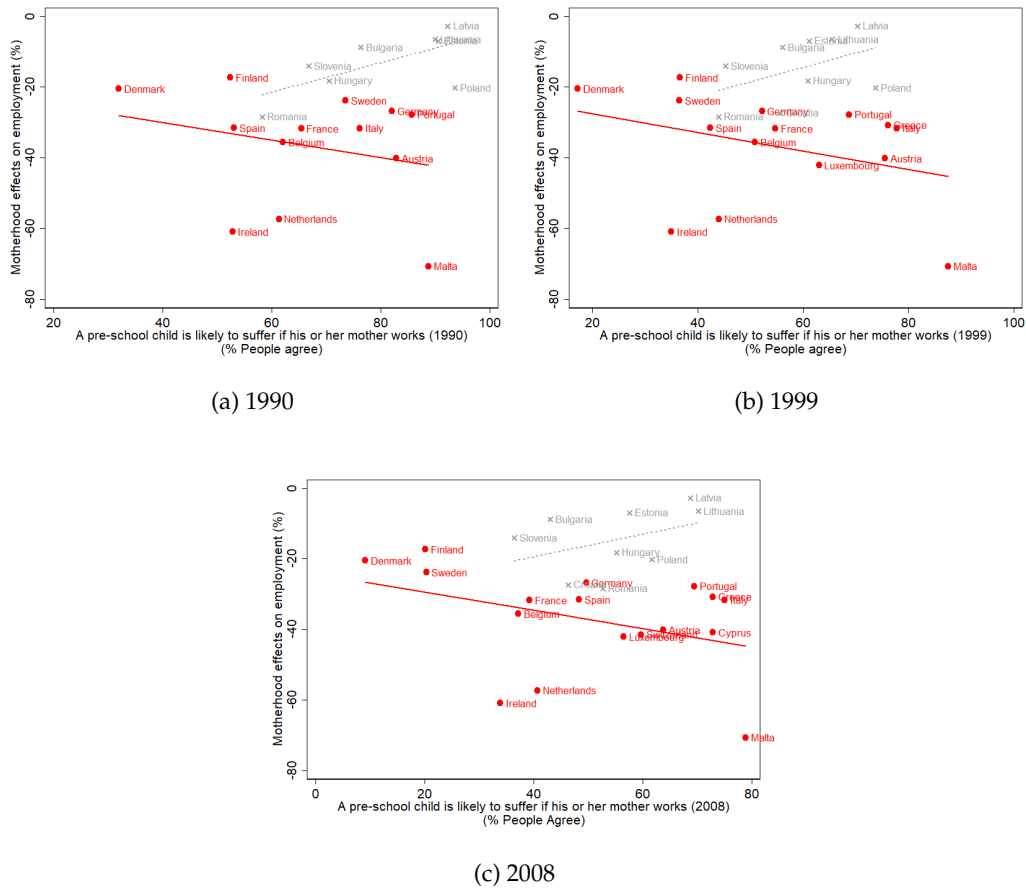 Motherhood effects on employment (%)
0
-20
-40
-60
-80
Latvia
Lithuania
Estonia
Bulgaria
Slovenia
Hungary
Poland
Finland
Denmark
Sweden
Germany
Portugal
Romania
Spain
France
Italy
Belgium
Austria
Netherlands
Ireland
Malta
20 40 60 80 100
A pre-school child is likely to suffer if his or her mother works (1990)
(% People agree)
(a) 1990
Motherhood effects on employment (%)
0
-20
-40
-60
-80
Latvia
Estonia
Lithuania
Bulgaria
Slovenia
Finland
Hungary
Poland
Denmark
Sweden
Germany
Romania
Croatia
Portugal
Spain
France
Greece
Italy
Belgium
Austria
Luxembourg
Netherlands
Ireland
Malta
20 40 60 80 100
A pre-school child is likely to suffer if his or her mother works (1999)
(% People agree)
(b) 1999
Motherhood effects on employment (%)
0
-20
-40
-60
-80
Latvia
Lithuania
Estonia
Bulgaria
Slovenia
Finland
Hungary
Denmark
Poland
Sweden
Germany
Croatia
Romania
Portugal
France
Spain
Greece
Italy
Belgium
Austria
Switzerland
Cyprus
Luxembourg
Netherlands
Ireland
Malta
0 20 40 60 80
A pre-school child is likely to suffer if his or her mother works (2008)
(% People Agree)
(c) 2008